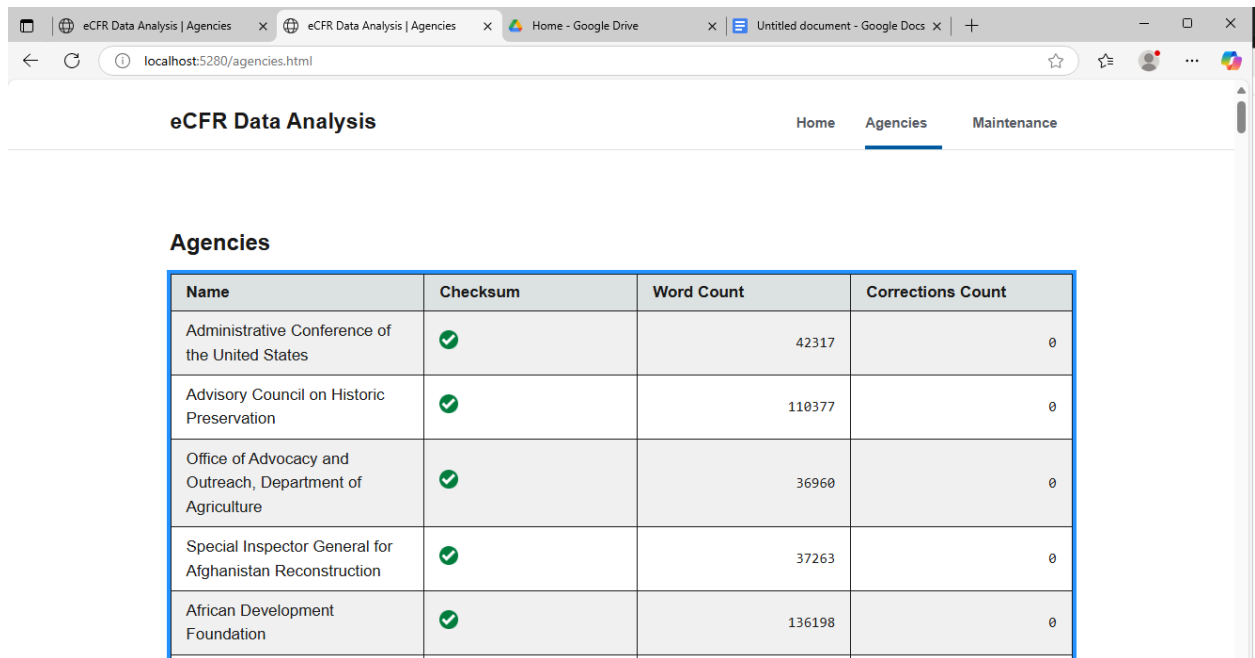 eCFR Data Analysis | Agencies
eCFR Data Analysis | Agencies
Home - Google Drive
Untitled document - Google Docs
localhost:5280/agencies.html
eCFR Data Analysis
Home
Agencies
Maintenance
Agencies
Name
Checksum
Word Count
Corrections Count
Administrative Conference of
the United States
42317
0
Advisory Council on Historic
Preservation
110377
0
Office of Advocacy and
Outreach, Department of
Agriculture
36960
0
Special Inspector General for
Afghanistan Reconstruction
37263
0
African Development
Foundation
136198
0